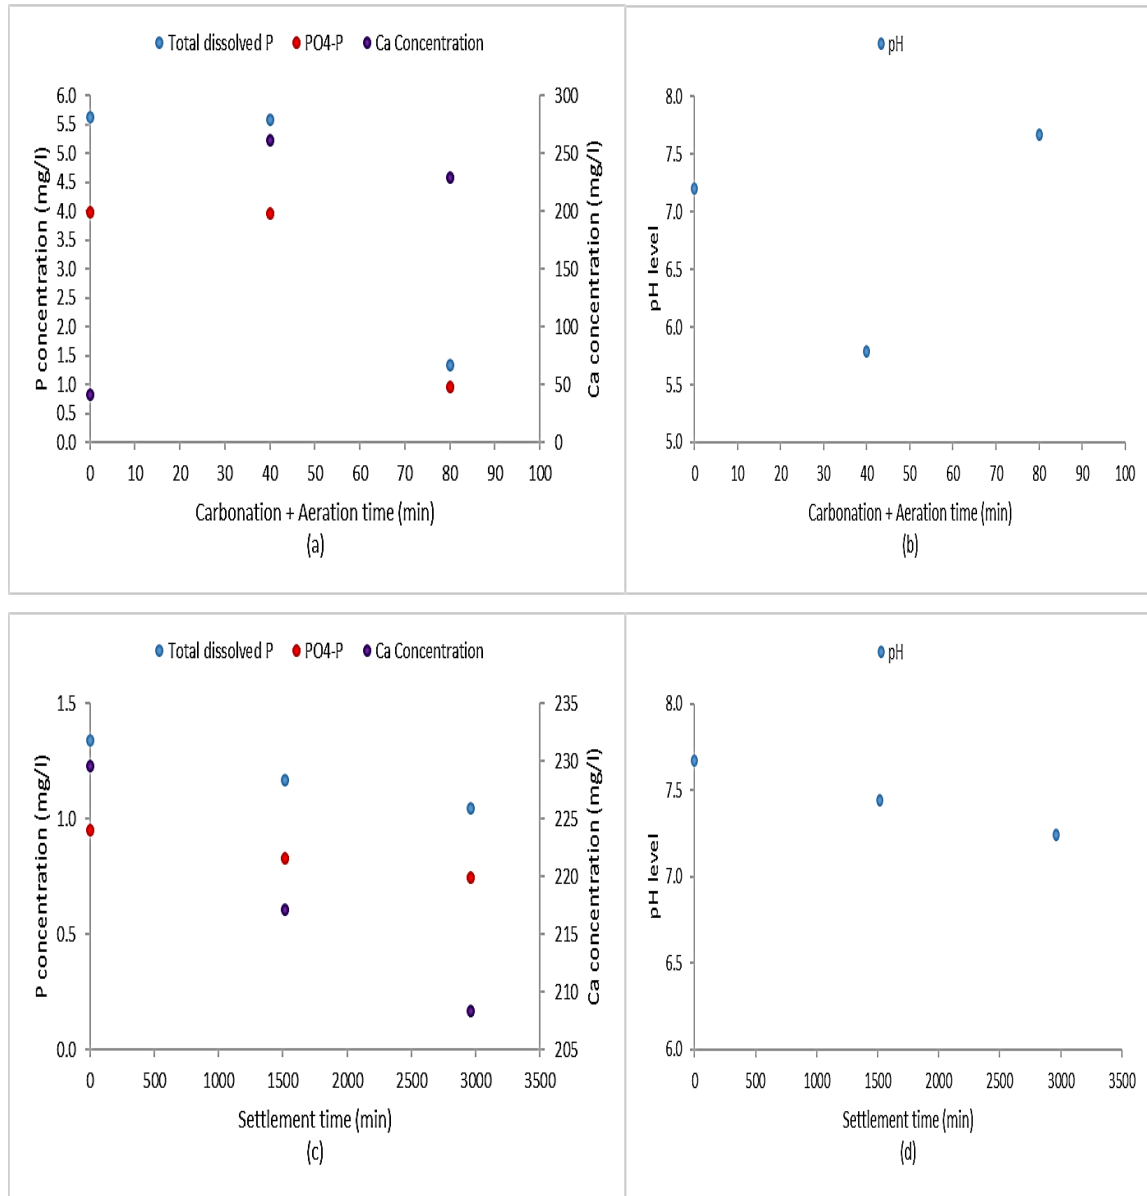 Total dissolved P PO4-P Ca Concentration
P concentration (mg/l)
6.0
5.5
5.0
4.5
4.0
3.5
3.0
2.5
2.0
1.5
1.0
0.5
0.0
300
250
200
150
100
50
0
Ca concentration (mg/l)
0 10 20 30 40 50 60 70 80 90 100
Carbonation + Aeration time (min)
(a)
pH
pH level
8.0
7.5
7.0
6.5
6.0
5.5
5.0
0 10 20 30 40 50 60 70 80 90 100
Carbonation + Aeration time (min)
(b)
Total dissolved P PO4-P Ca Concentration
P concentration (mg/l)
1.5
1.0
0.5
0.0
235
230
225
220
215
210
205
Ca concentration (mg/l)
0 500 1000 1500 2000 2500 3000 3500
Settlement time (min)
(c)
pH
pH level
8.0
7.5
7.0
6.5
6.0
0 500 1000 1500 2000 2500 3000 3500
Settlement time (min)
(d)